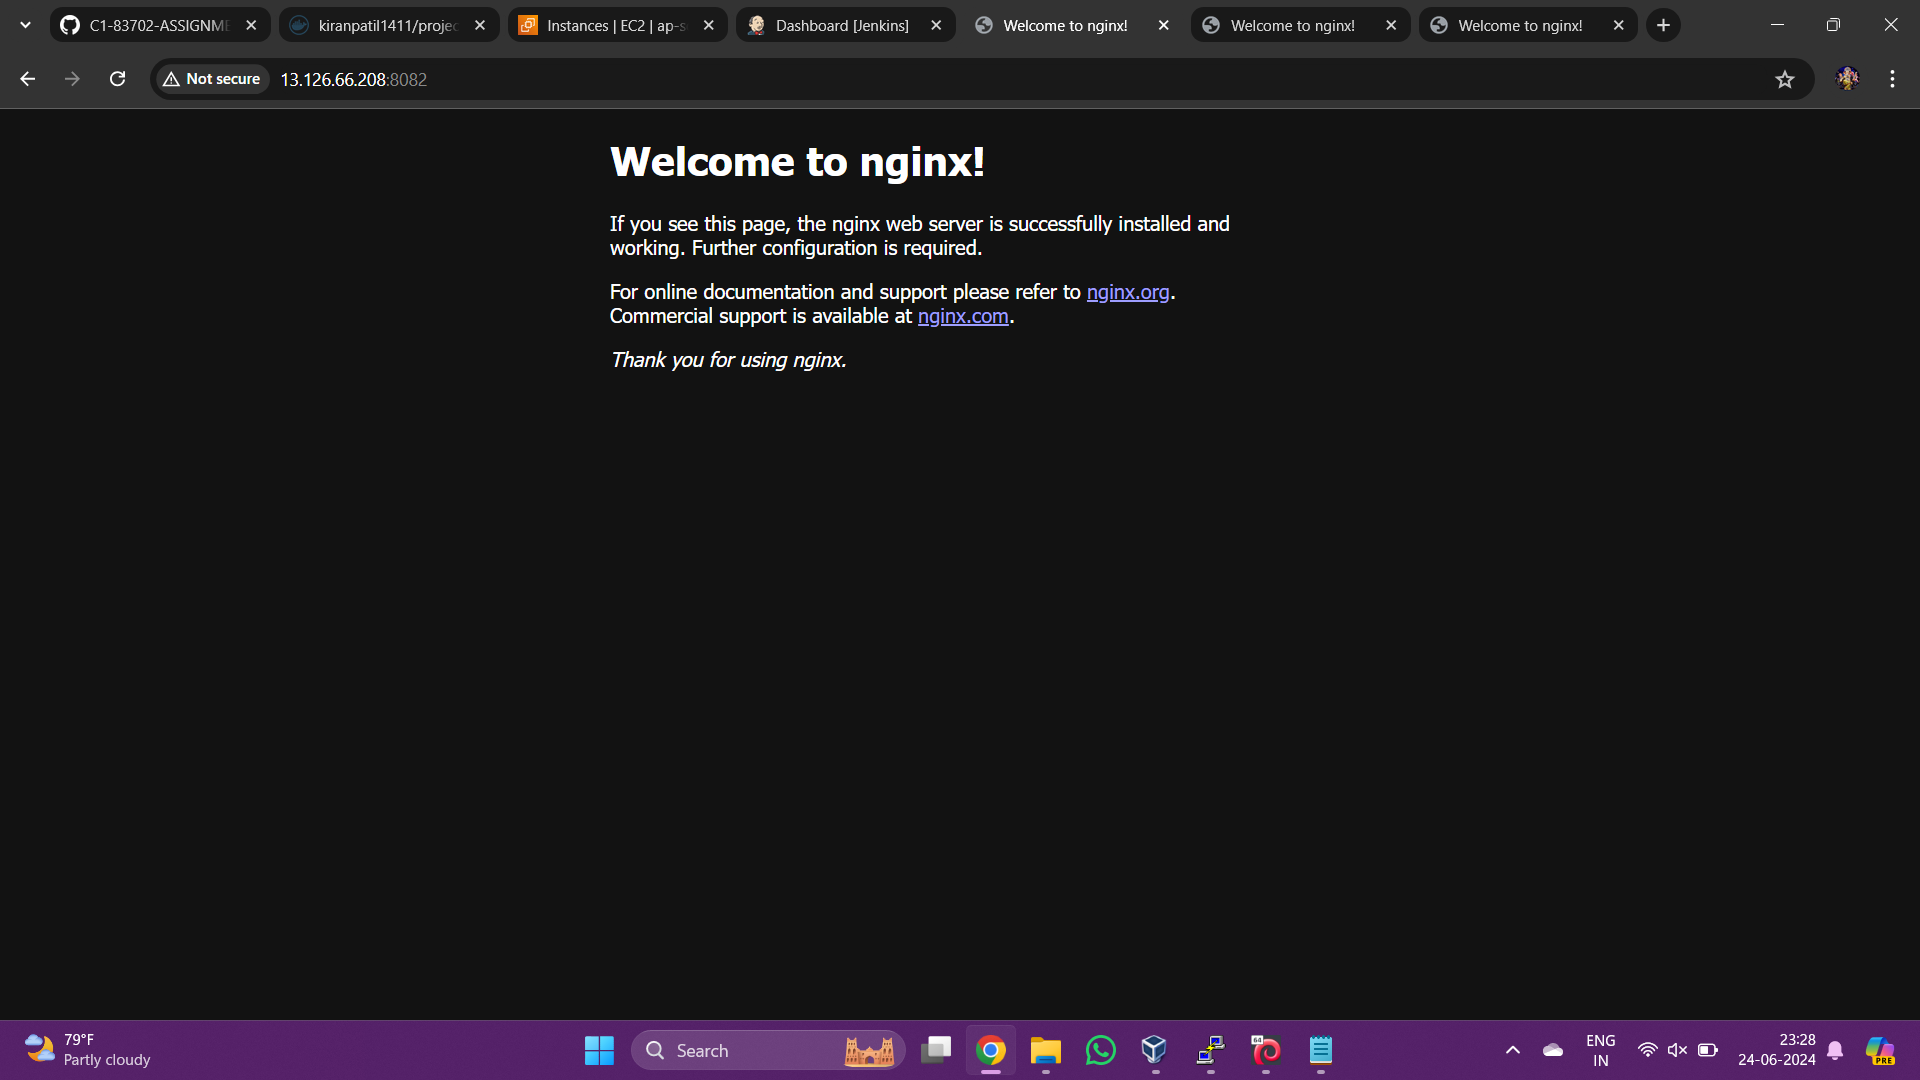 C1-83702-ASSIGNME
kiranpatil1411/projec
Instances | EC2 | ap-s
Dashboard [Jenkins]
Welcome to nginx!
Welcome to nginx!
Welcome to nginx!
Not secure
13.126.66.208:8082
Welcome to nginx!
If you see this page, the nginx web server is successfully installed and
working. Further configuration is required.
For online documentation and support please refer to nginx.org.
Commercial support is available at nginx.com.
Thank you for using nginx.
79°F
Partly cloudy
Search
64
ENG
IN
23:28
24-06-2024
PRE